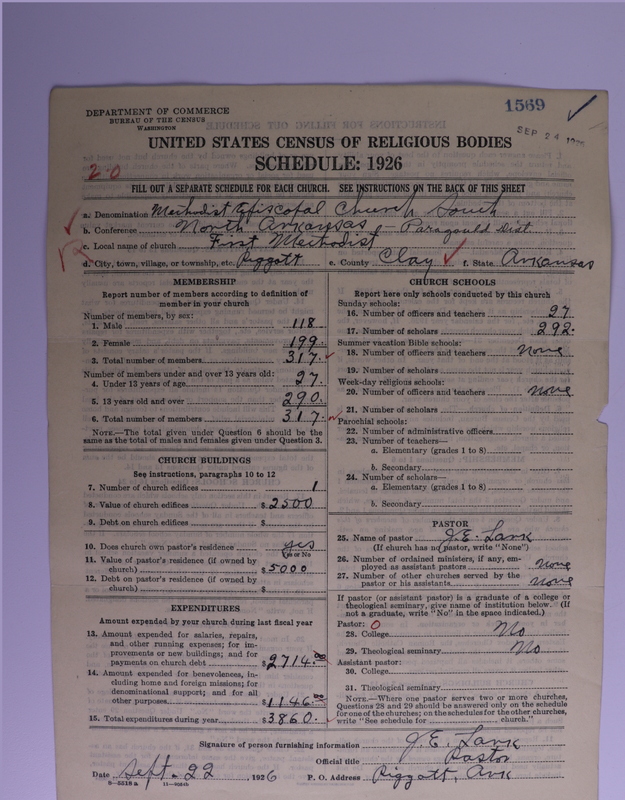 1569
DEPARTMENT OF COMMERCE
BUREAU OF THE CENSUS
WASHINGTON
SEP 24
UNITED STATES CENSUS OF RELIGIOUS BODIES
SCHEDULE: 1926
2-0
FILL OUT A SEPARATE SCHEDULE FOR EACH CHURCH. SEE INSTRUCTIONS ON THE BACK OF THIS SHEET
a. Denomination Methodist Episcopal Church South
b. Conference North Arkansas - Paragould Dist.
c. Local name of church First Methodist
d. City, town, village, or township, etc. Piggott e. County Clay f. State Arkansas
MEMBERSHIP
Report number of members according to definition of
member in your church
Number of members, by sex:
1. Male 118
2. Female 199.
3. Total number of members 317.
Number of members under and over 13 years old:
4. Under 13 years of age 27.
5. 13 years old and over 290.
6. Total number of members 317.
NOTE.—The total given under Question 6 should be the
same as the total of males and females given under Question 3.
CHURCH BUILDINGS
See instructions, paragraphs 10 to 12
7. Number of church edifices 1
8. Value of church edifices $2500
9. Debt on church edifices $
10. Does church own pastor's residence yes
Yes or No
11. Value of pastor's residence (if owned by
church) $5000
12. Debt on pastor's residence (if owned by
church) $
EXPENDITURES
Amount expended by your church during last fiscal year
13. Amount expended for salaries, repairs,
and other running expenses; for im-
provements or new buildings; and for
payments on church debt $2714.00
14. Amount expended for benevolences, in-
cluding home and foreign missions; for
denominational support; and for all
other purposes $1146.00
15. Total expenditures during year $3860.
CHURCH SCHOOLS
Report here only schools conducted by this church
Sunday schools:
16. Number of officers and teachers 27
17. Number of scholars 292.
Summer vacation Bible schools:
18. Number of officers and teachers none
19. Number of scholars
Week-day religious schools:
20. Number of officers and teachers none
21. Number of scholars
Parochial schools:
22. Number of administrative officers
23. Number of teachers—
a. Elementary (grades 1 to 8)
b. Secondary
24. Number of scholars—
a. Elementary (grades 1 to 8)
b. Secondary
PASTOR
25. Name of pastor J.E. Lark
(If church has no pastor, write "None")
26. Number of ordained ministers, if any, em-
ployed as assistant pastors none
27. Number of other churches served by the
pastor or his assistants none
If pastor (or assistant pastor) is a graduate of a college or
theological seminary, give name of institution below. (If
not a graduate, write "No" in the space indicated.)
Pastor: 0
28. College No
29. Theological seminary No
Assistant pastor:
30. College
31. Theological seminary
NOTE.—Where one pastor serves two or more churches,
Questions 28 and 29 should be answered only on the schedule
for one of the churches; on the schedules for the other churches,
write "See schedule for church."
Signature of person furnishing information J.E. Lark
Official title Pastor
Date Sept. 22, 1926 P. O. Address Piggott, Ark
8-5518a 11-9084b